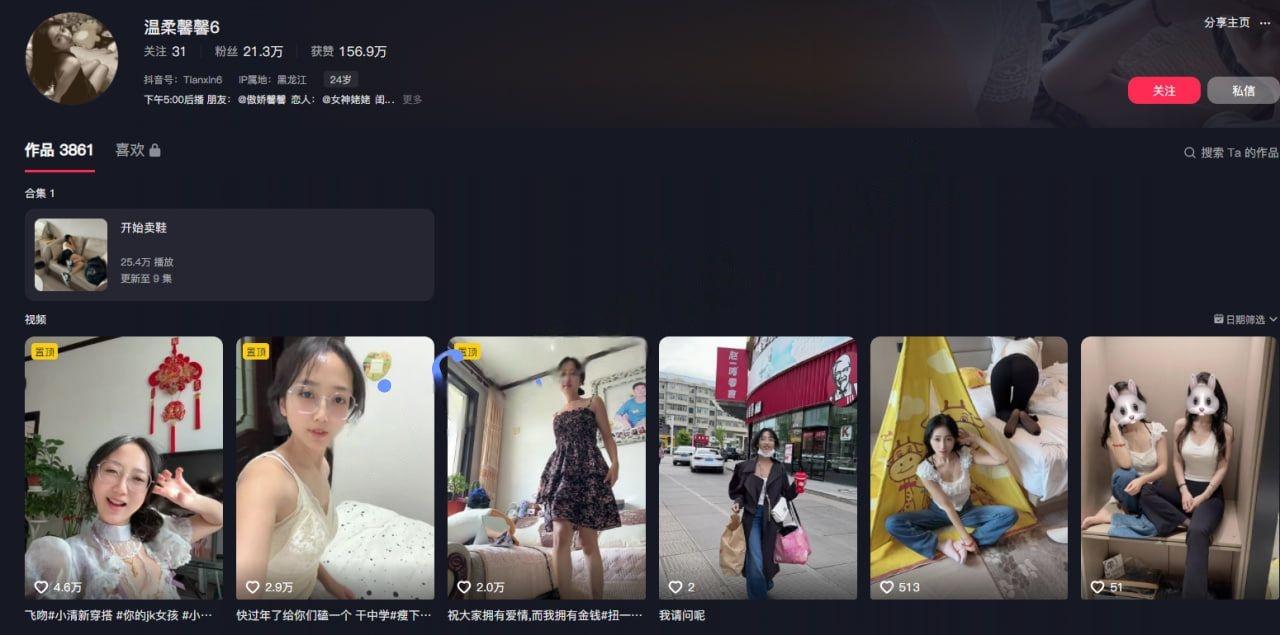 温柔馨馨6
分享主页 ···
关注 31 粉丝 21.3万 获赞 156.9万
抖音号：Tianxin6 IP属地：黑龙江 24岁
关注 私信
下午5:00后播 朋友：@傲娇馨馨 恋人：@女神姥姥 闺... 更多
作品 3861 喜欢
搜索 Ta 的作品
合集 1
开始卖鞋
25.4万 播放
更新至 9 集
视频
日期筛选
置顶
置顶
置顶
赵一鸣零食
K
4.6万
2.9万
2.0万
2
513
51
飞吻#小清新穿搭 #你的jk女孩 #小···
快过年了给你们磕一个 干中学#瘦下···
祝大家拥有爱情,而我拥有金钱#扭一···
我请问呢